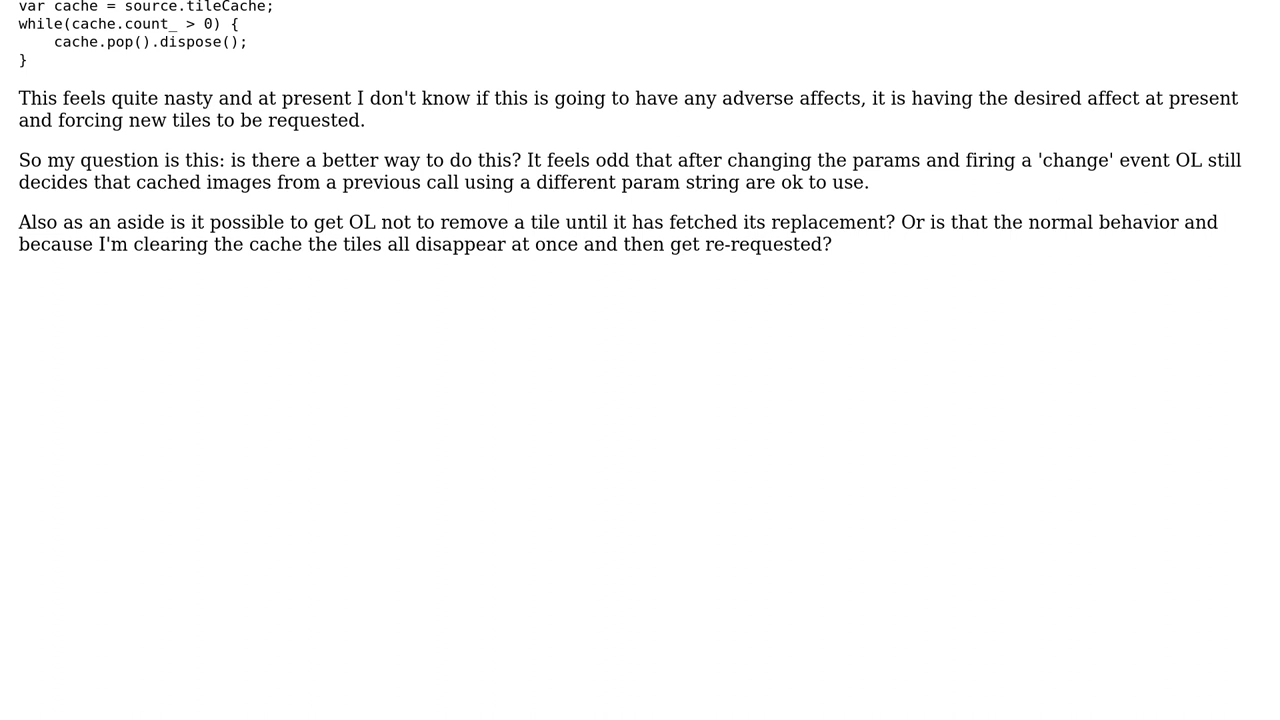 var cache = source.tileCache;
while(cache.count_ > 0) {
    cache.pop().dispose();
}
This feels quite nasty and at present I don't know if this is going to have any adverse affects, it is having the desired affect at present
and forcing new tiles to be requested.
So my question is this: is there a better way to do this? It feels odd that after changing the params and firing a 'change' event OL still
decides that cached images from a previous call using a different param string are ok to use.
Also as an aside is it possible to get OL not to remove a tile until it has fetched its replacement? Or is that the normal behavior and
because I'm clearing the cache the tiles all disappear at once and then get re-requested?